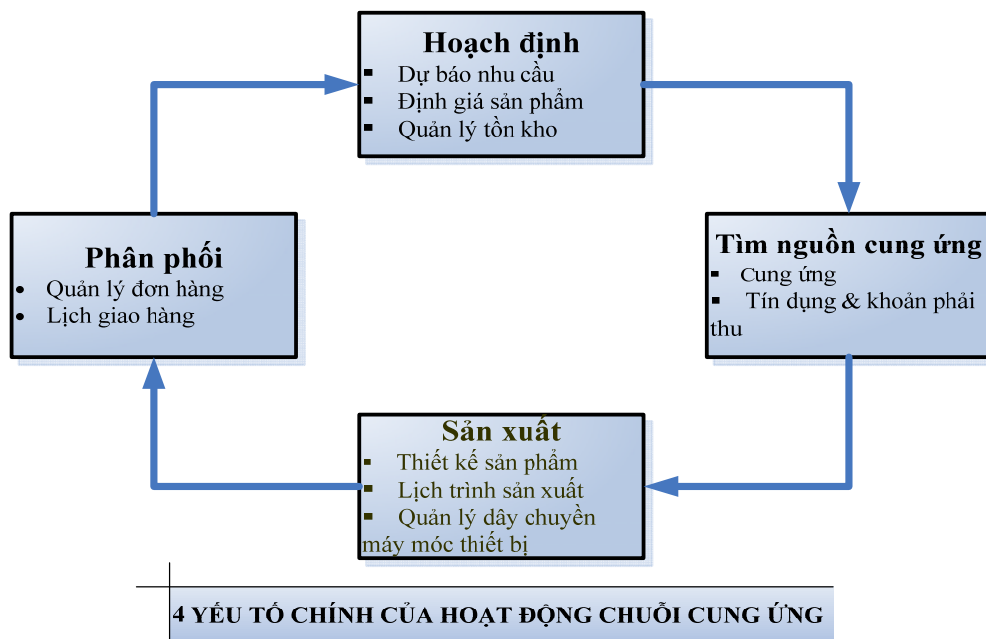 Hoạch định
▪ Dự báo nhu cầu
▪ Định giá sản phẩm
▪ Quản lý tồn kho
Tìm nguồn cung ứng
▪ Cung ứng
▪ Tín dụng & khoản phải
thu
Sản xuất
▪ Thiết kế sản phẩm
▪ Lịch trình sản xuất
▪ Quản lý dây chuyền
máy móc thiết bị
Phân phối
• Quản lý đơn hàng
• Lịch giao hàng
4 YẾU TỐ CHÍNH CỦA HOẠT ĐỘNG CHUỖI CUNG ỨNG